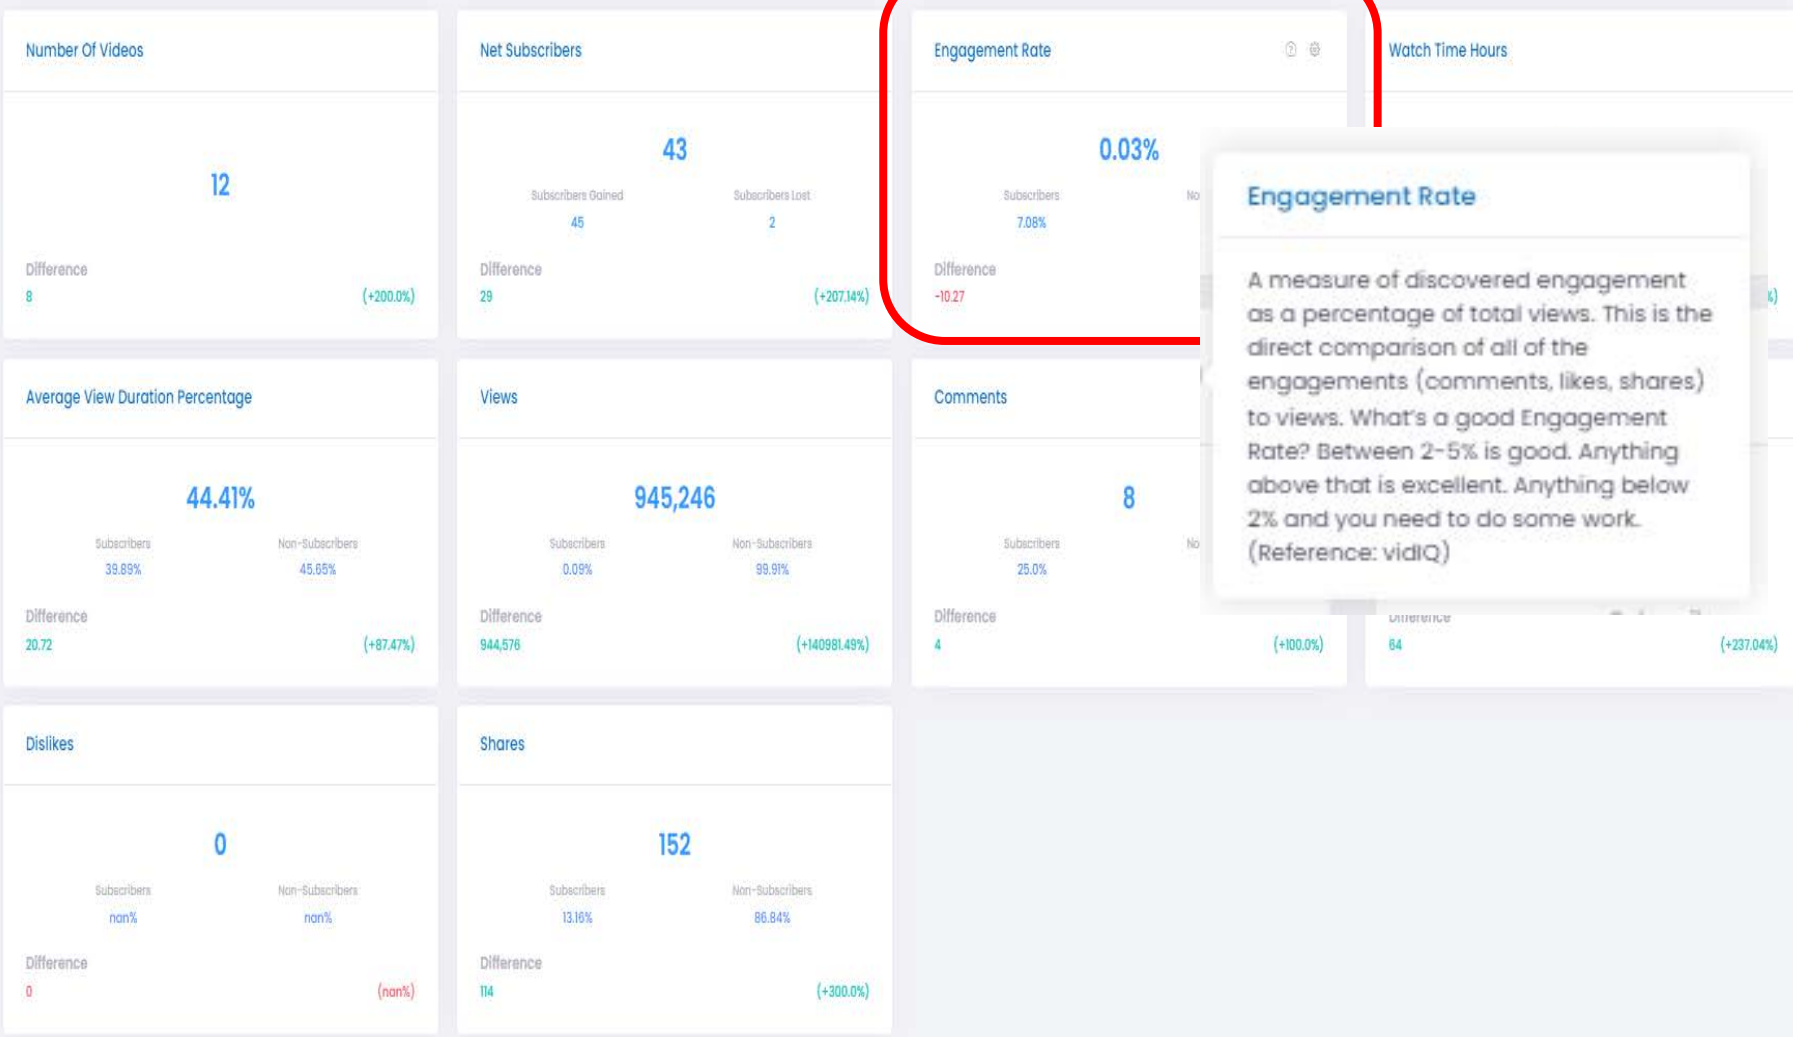 Number Of Videos
12
Difference
8 (+200.0%)
Net Subscribers
43
Subscribers Gained Subscribers Lost
45 2
Difference
29 (+207.14%)
Engagement Rate
0.03%
Subscribers No
7.08%
Difference
-10.27
Watch Time Hours
%)
Engagement Rate
A measure of discovered engagement
as a percentage of total views. This is the
direct comparison of all of the
engagements (comments, likes, shares)
to views. What's a good Engagement
Rate? Between 2-5% is good. Anything
above that is excellent. Anything below
2% and you need to do some work.
(Reference: vidIQ)
Average View Duration Percentage
44.41%
Subscribers Non-Subscribers
39.89% 45.65%
Difference
20.72 (+87.47%)
Views
945,246
Subscribers Non-Subscribers
0.09% 99.91%
Difference
944,576 (+140981.49%)
Comments
8
Subscribers No
25.0%
Difference
4 (+100.0%)
Difference
64 (+237.04%)
Dislikes
0
Subscribers Non-Subscribers
nan% nan%
Difference
0 (nan%)
Shares
152
Subscribers Non-Subscribers
13.16% 86.84%
Difference
114 (+300.0%)